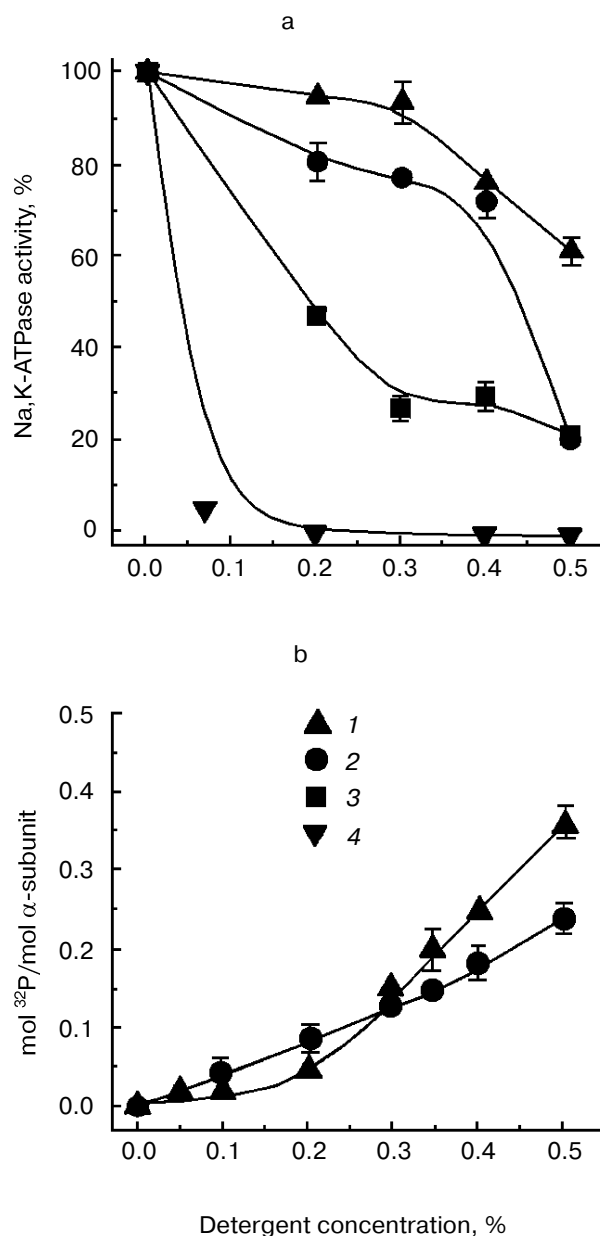 a
Na,K-ATPase activity, %
100
80
60
40
20
0
0.0 0.1 0.2 0.3 0.4 0.5
b
mol ³²P/mol α-subunit
0.5
0.4
0.3
0.2
0.1
0.0
1
2
3
4
0.0 0.1 0.2 0.3 0.4 0.5
Detergent concentration, %